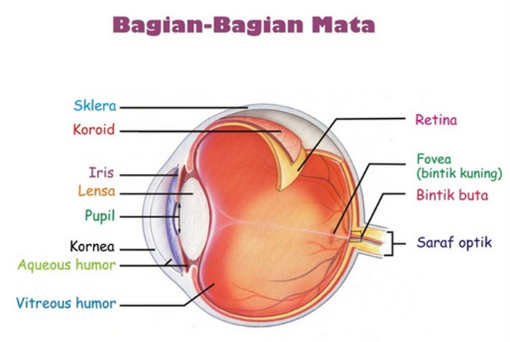 Bagian-Bagian Mata
Sklera
Koroid
Iris
Lensa
Pupil
Kornea
Aqueous humor
Vitreous humor
Retina
Fovea
(bintik kuning)
Bintik buta
Saraf optik